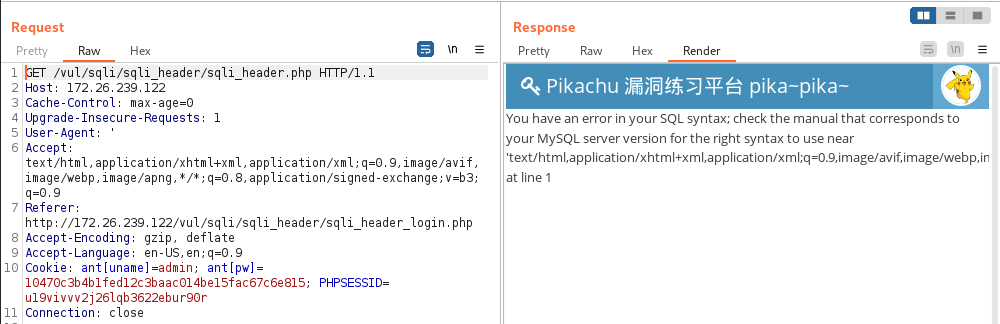 Request
Pretty Raw Hex \n
1 GET /vul/sqli/sqli_header/sqli_header.php HTTP/1.1
2 Host: 172.26.239.122
3 Cache-Control: max-age=0
4 Upgrade-Insecure-Requests: 1
5 User-Agent: '
6 Accept:
text/html,application/xhtml+xml,application/xml;q=0.9,image/avif,
image/webp,image/apng,*/*;q=0.8,application/signed-exchange;v=b3;
q=0.9
7 Referer:
http://172.26.239.122/vul/sqli/sqli_header/sqli_header_login.php
8 Accept-Encoding: gzip, deflate
9 Accept-Language: en-US,en;q=0.9
10 Cookie: ant[uname]=admin; ant[pw]=
10470c3b4b1fed12c3baac014be15fac67c6e815; PHPSESSID=
u19vivvv2j26lqb3622ebur90r
11 Connection: close
Response
Pretty Raw Hex Render \n
Pikachu 漏洞练习平台 pika~pika~
You have an error in your SQL syntax; check the manual that corresponds to
your MySQL server version for the right syntax to use near
'text/html,application/xhtml+xml,application/xml;q=0.9,image/avif,image/webp,in
at line 1